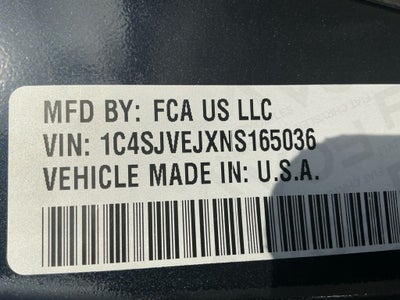 MFD BY: FCA US LLC
VIN: 1C4SJVEJXNS165036
VEHICLE MADE IN: U.S.A.